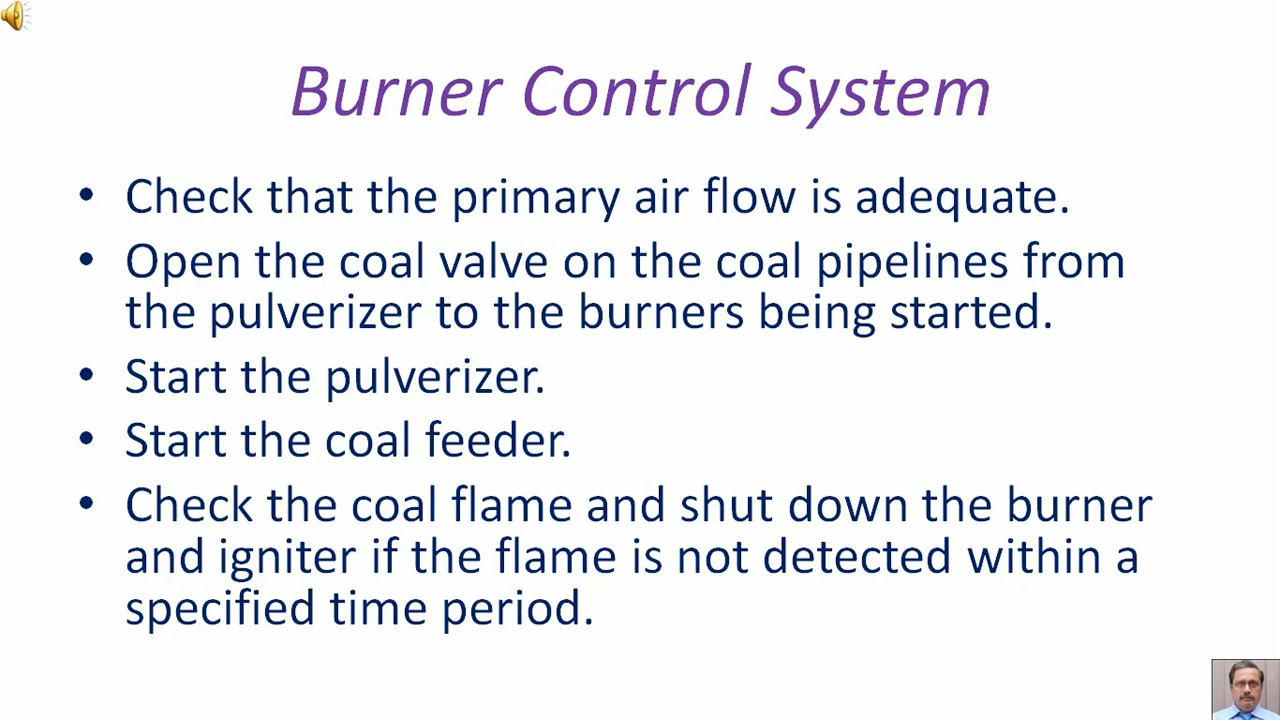 Burner Control System
• Check that the primary air flow is adequate.
• Open the coal valve on the coal pipelines from
the pulverizer to the burners being started.
• Start the pulverizer.
• Start the coal feeder.
• Check the coal flame and shut down the burner
and igniter if the flame is not detected within a
specified time period.